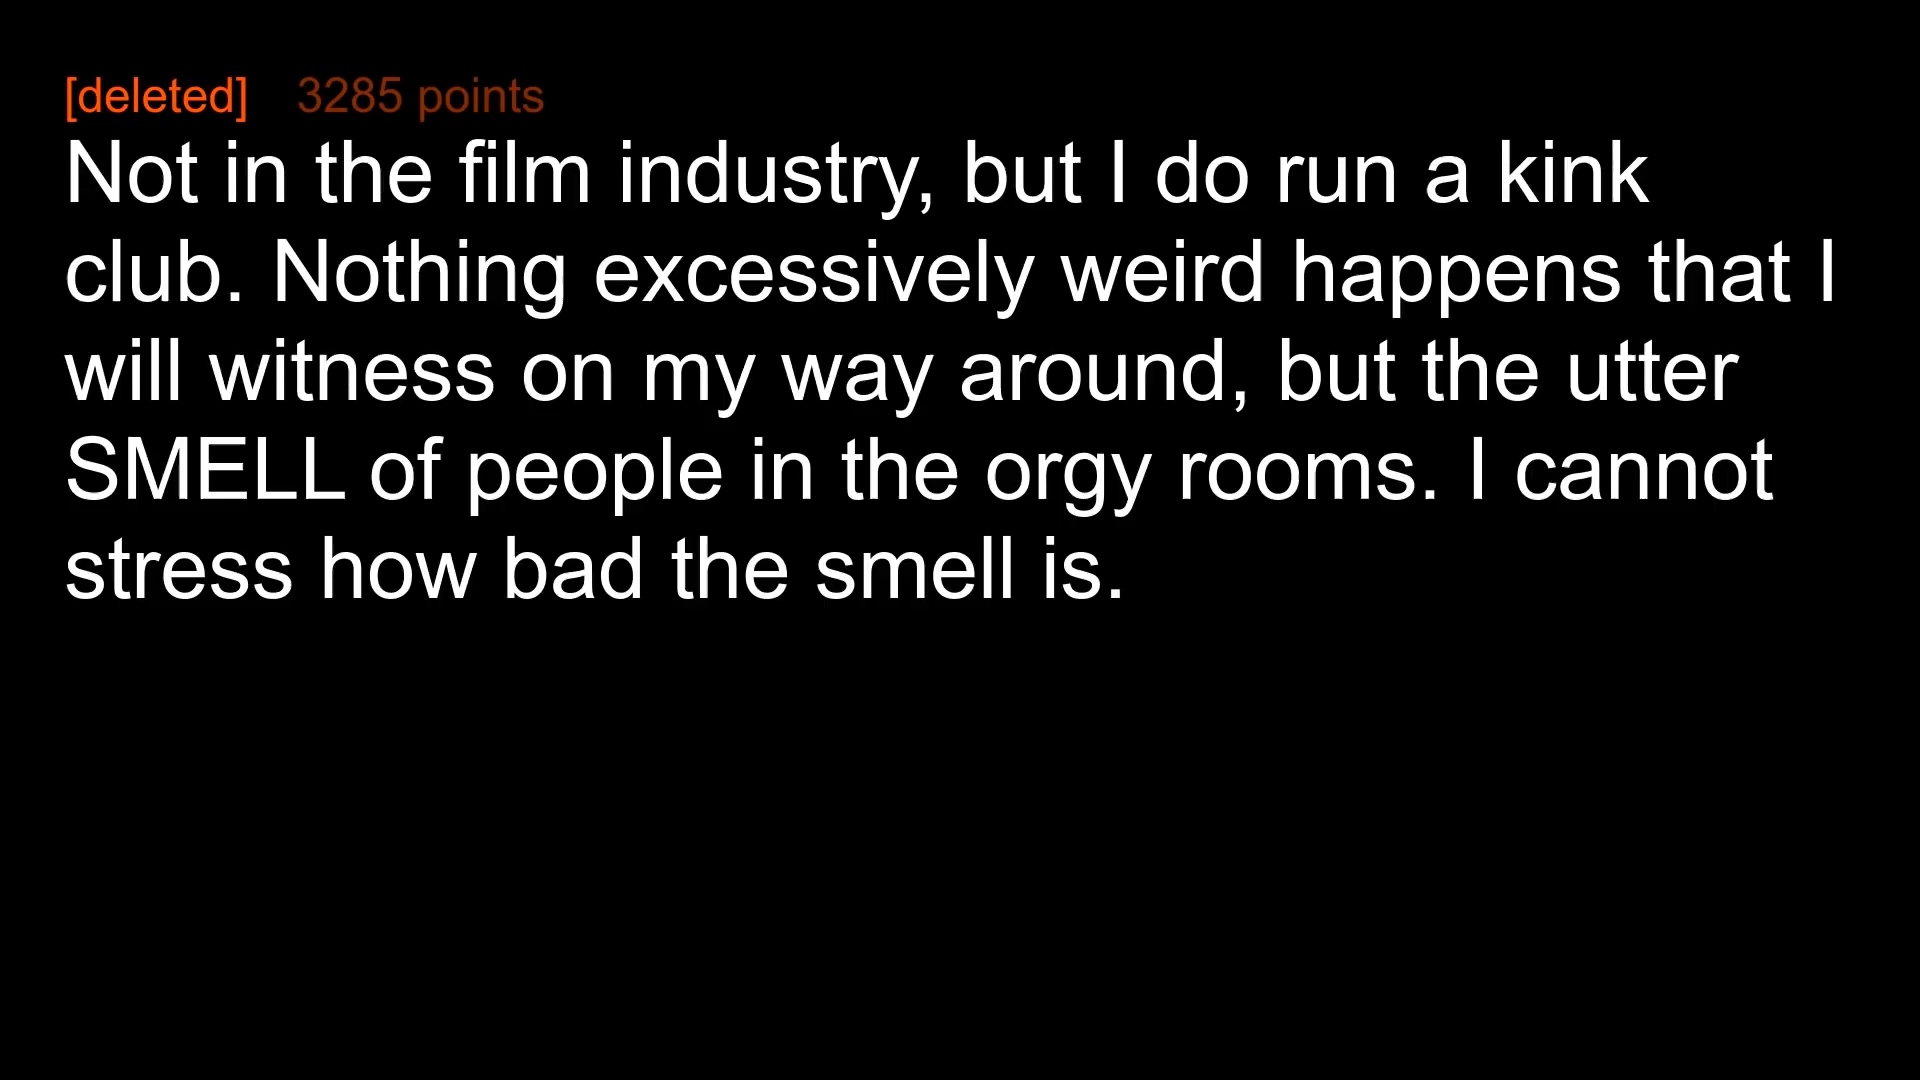 [deleted] 3285 points
Not in the film industry, but I do run a kink
club. Nothing excessively weird happens that I
will witness on my way around, but the utter
SMELL of people in the orgy rooms. I cannot
stress how bad the smell is.